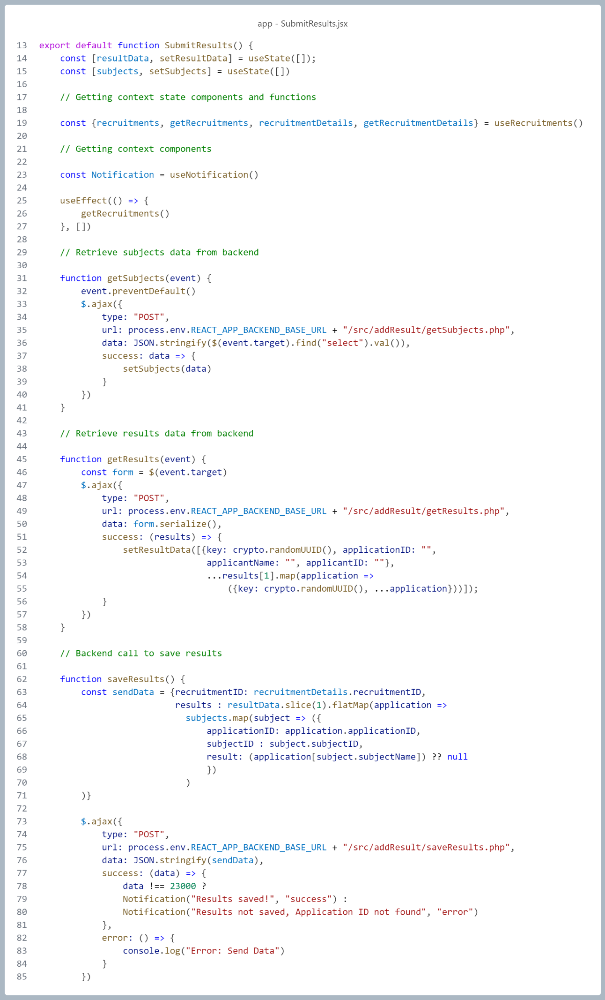 app - SubmitResults.jsx
13 export default function SubmitResults() {
14     const [resultData, setResultData] = useState([]);
15     const [subjects, setSubjects] = useState([])
16
17     // Getting context state components and functions
18
19     const {recruitments, getRecruitments, recruitmentDetails, getRecruitmentDetails} = useRecruitments()
20
21     // Getting context components
22
23     const Notification = useNotification()
24
25     useEffect(() => {
26         getRecruitments()
27     }, [])
28
29     // Retrieve subjects data from backend
30
31     function getSubjects(event) {
32         event.preventDefault()
33         $.ajax({
34             type: "POST",
35             url: process.env.REACT_APP_BACKEND_BASE_URL + "/src/addResult/getSubjects.php",
36             data: JSON.stringify($(event.target).find("select").val()),
37             success: data => {
38                 setSubjects(data)
39             }
40         })
41     }
42
43     // Retrieve results data from backend
44
45     function getResults(event) {
46         const form = $(event.target)
47         $.ajax({
48             type: "POST",
49             url: process.env.REACT_APP_BACKEND_BASE_URL + "/src/addResult/getResults.php",
50             data: form.serialize(),
51             success: (results) => {
52                 setResultData([{key: crypto.randomUUID(), applicationID: "",
53                                 applicantName: "", applicantID: ""},
54                                 ...results[1].map(application =>
55                                     ({key: crypto.randomUUID(), ...application}))]);
56             }
57         })
58     }
59
60     // Backend call to save results
61
62     function saveResults() {
63         const sendData = {recruitmentID: recruitmentDetails.recruitmentID,
64                           results : resultData.slice(1).flatMap(application =>
65                             subjects.map(subject => ({
66                                 applicationID: application.applicationID,
67                                 subjectID : subject.subjectID,
68                                 result: (application[subject.subjectName]) ?? null
69                                 })
70                             )
71         )}
72
73         $.ajax({
74             type: "POST",
75             url: process.env.REACT_APP_BACKEND_BASE_URL + "/src/addResult/saveResults.php",
76             data: JSON.stringify(sendData),
77             success: (data) => {
78                 data !== 23000 ?
79                 Notification("Results saved!", "success") :
80                 Notification("Results not saved, Application ID not found", "error")
81             },
82             error: () => {
83                 console.log("Error: Send Data")
84             }
85         })